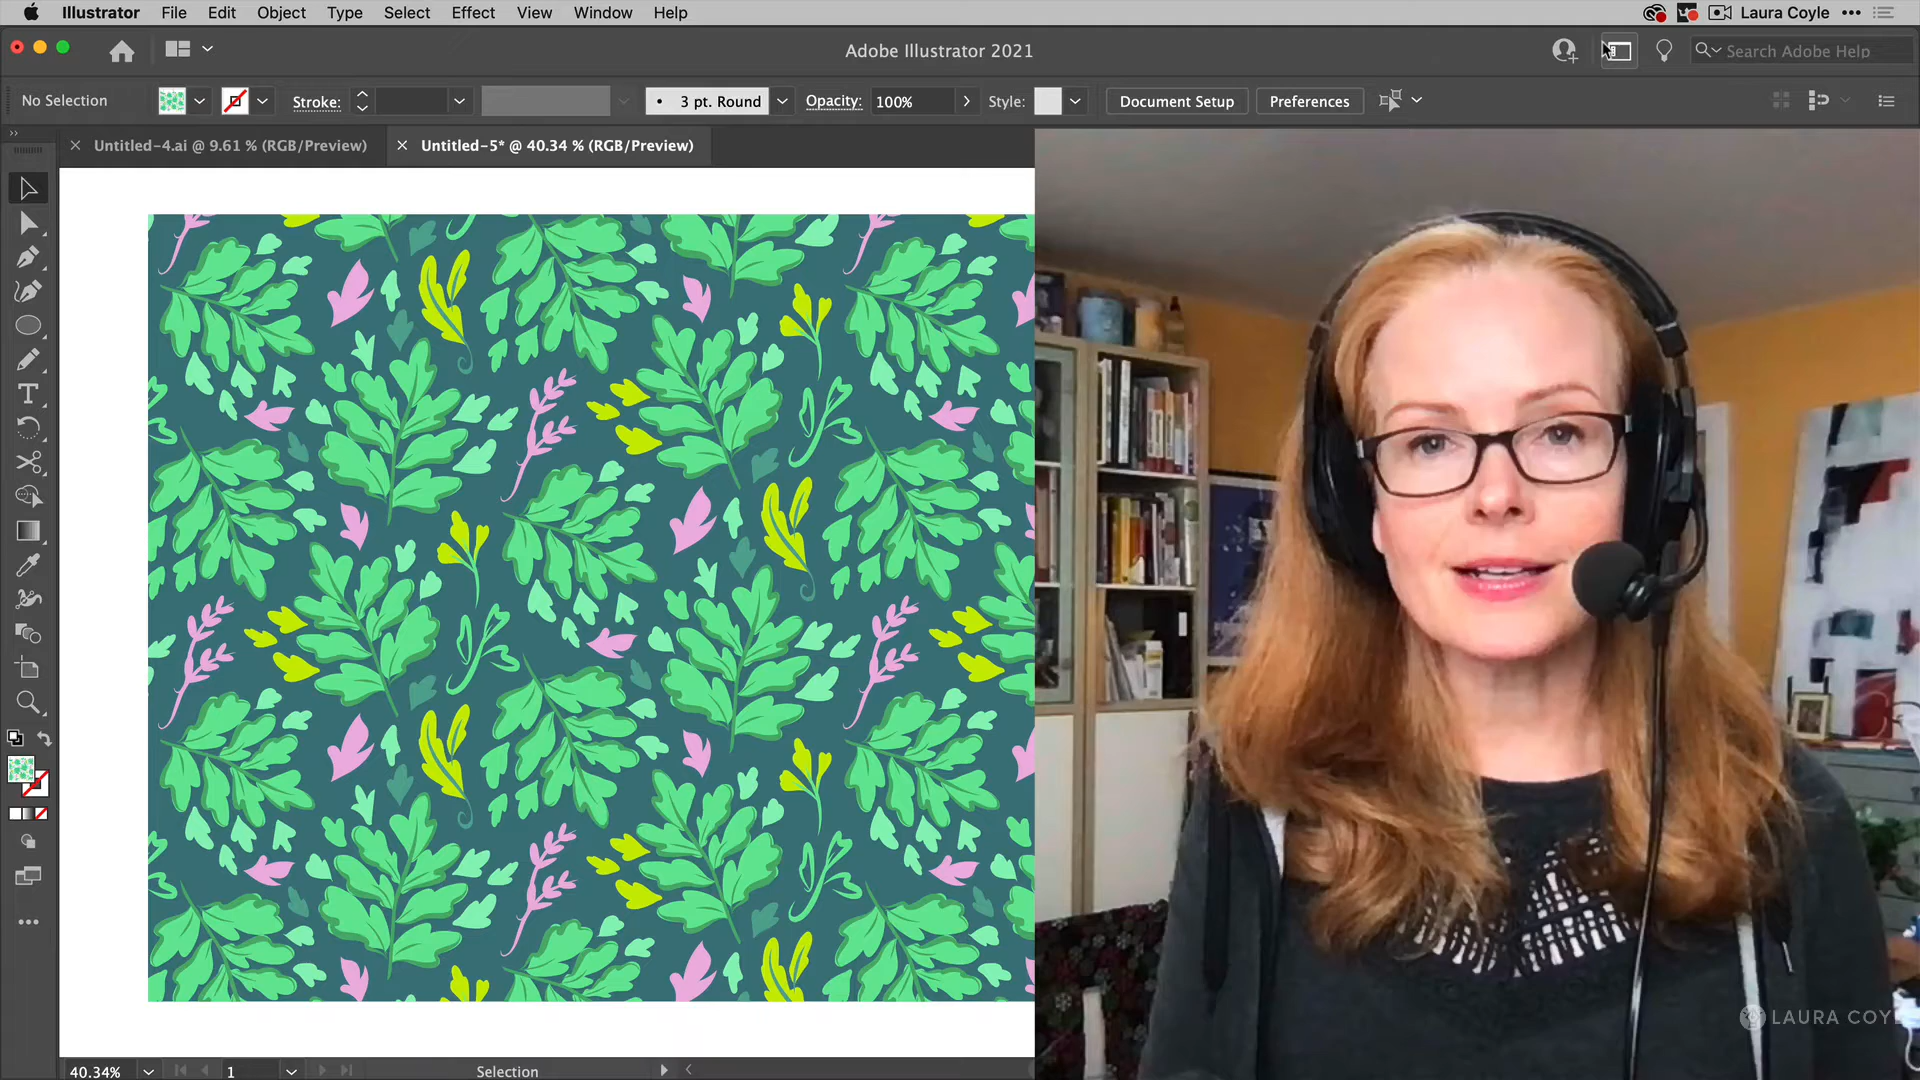 Illustrator File Edit Object Type Select Effect View Window Help Laura Coyle
Adobe Illustrator 2021 Search Adobe Help
No Selection Stroke: 3 pt. Round Opacity: 100% Style: Document Setup Preferences
Untitled-4.ai @ 9.61 % (RGB/Preview) Untitled-5* @ 40.34 % (RGB/Preview)
LAURA COYLE
40.34% 1 Selection